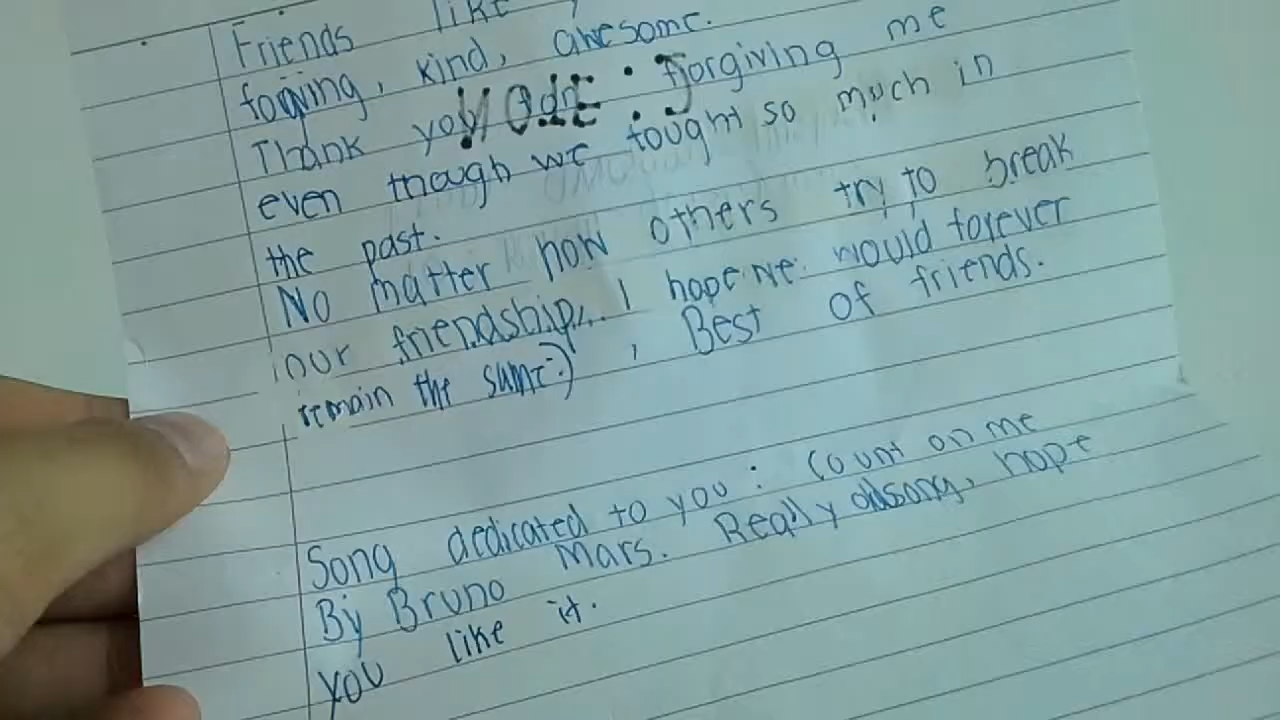 Friends like
foging, kind, awesome.
Thank you forgiving me
even though we fought so much in
the past.
No matter how others try to break
our friendship... I hope we would forever
remain the same :) , Best of friends.
Song dedicated to you : Count on me
By Bruno Mars. Really old song, hope
you like it.